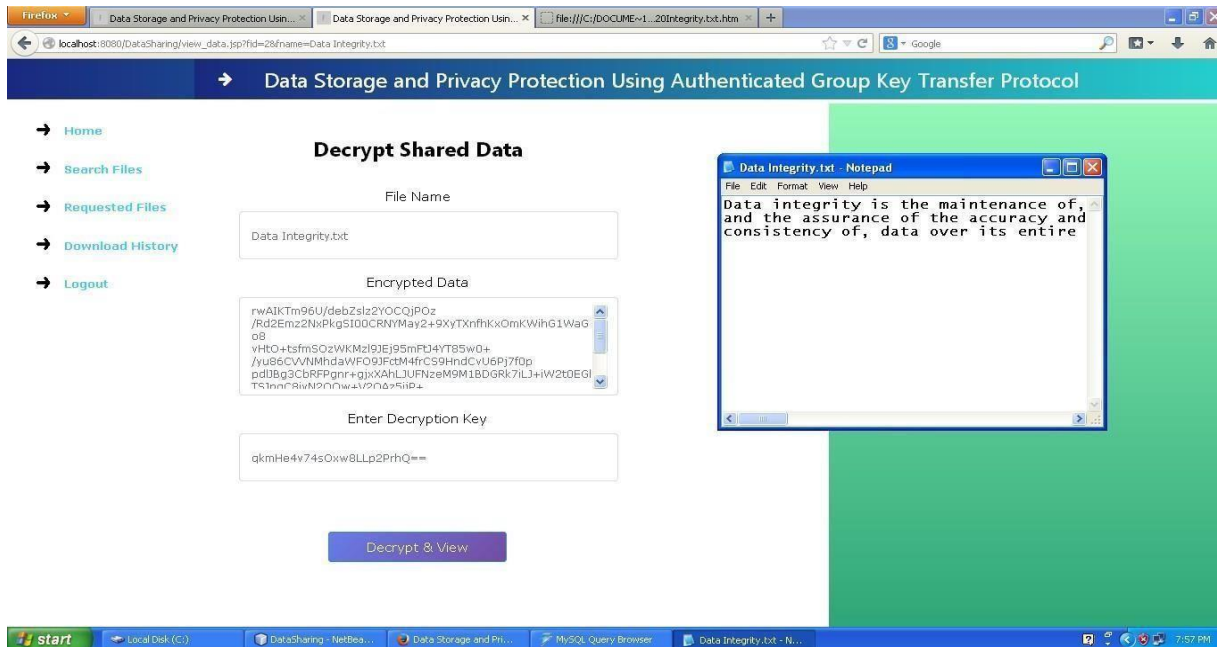 Firefox
Data Storage and Privacy Protection Usin... ×
Data Storage and Privacy Protection Usin... ×
file:///C:/DOCUME~1...20Integrity.txt.htm ×
+
localhost:8080/DataSharing/view_data.jsp?fid=28fname=Data Integrity.txt
Google
Data Storage and Privacy Protection Using Authenticated Group Key Transfer Protocol
Home
Search Files
Requested Files
Download History
Logout
Decrypt Shared Data
File Name
Data Integrity.txt
Encrypted Data
rwAIKTm96U/debZslz2YOCQjPOz
/Rd2Emz2NxPkgSI00CRNYMay2+9XyTXnfhKxOmKWihG1WaG
o8
vHtO+tsfmSOzWKMzl9JEj95mFtJ4YT85w0+
/yu86CVVNMhdaWFO9JFctM4frCS9HndCvU6Pj7f0p
pdlJBg3CbRFPgnr+gjxXAhLJUFNzeM9M1BDGRk7iLJ+iW2t0EGl
Enter Decryption Key
qkmHe4v74sOxw8LLp2PrhQ==
Decrypt & View
Data Integrity.txt - Notepad
File Edit Format View Help
Data integrity is the maintenance of,
and the assurance of the accuracy and
consistency of, data over its entire
start
Local Disk (C:)
DataSharing - NetBea...
Data Storage and Pri...
MySQL Query Browser
Data Integrity.txt - N...
7:57 PM